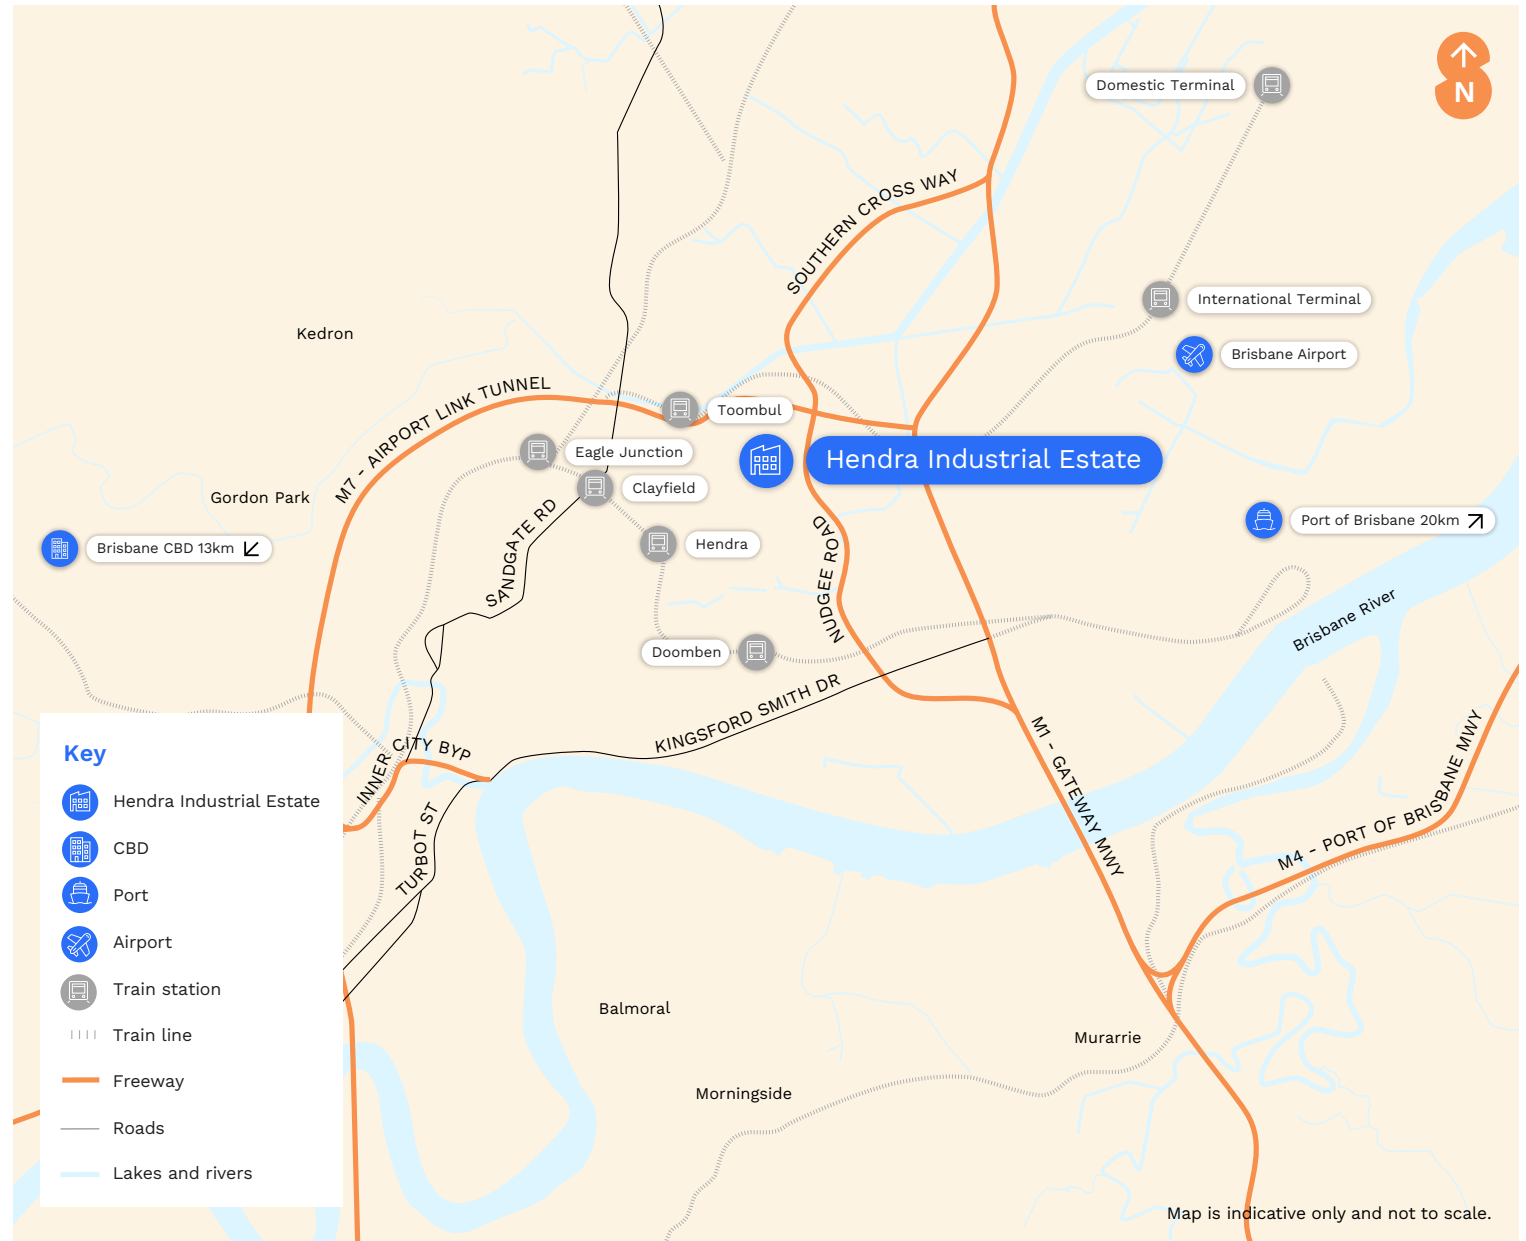 Domestic Terminal
N
SOUTHERN CROSS WAY
International Terminal
Kedron
Brisbane Airport
M7 - AIRPORT LINK TUNNEL
Toombul
Eagle Junction
Hendra Industrial Estate
Clayfield
Gordon Park
SANDGATE RD
Port of Brisbane 20km
Brisbane CBD 13km
Hendra
NUDGEE ROAD
Brisbane River
Doomben
KINGSFORD SMITH DR
M1 - GATEWAY MWY
INNER CITY BYP
M4 - PORT OF BRISBANE MWY
TURBOT ST
Balmoral
Murarrie
Morningside
Key
Hendra Industrial Estate
CBD
Port
Airport
Train station
Train line
Freeway
Roads
Lakes and rivers
Map is indicative only and not to scale.